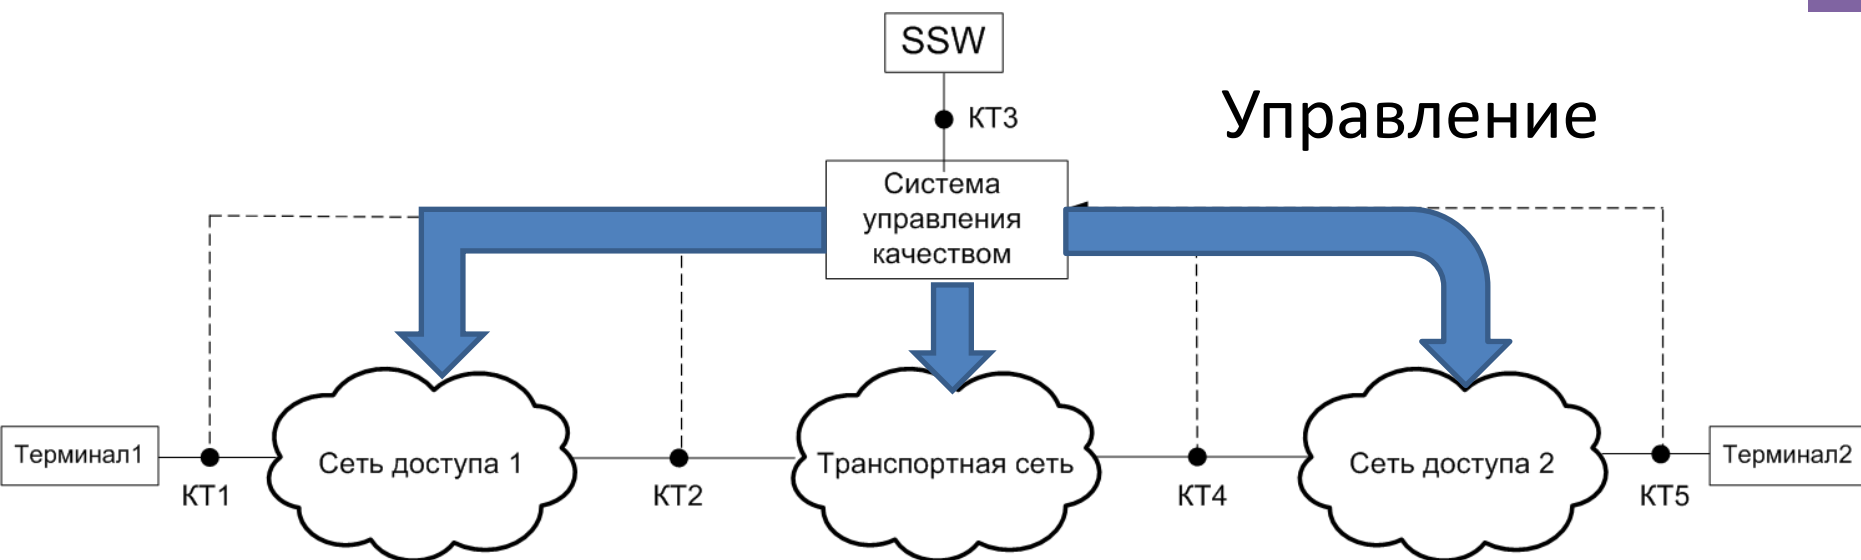 SSW
КТ3
Управление
Система
управления
качеством
Терминал1
КТ1
Сеть доступа 1
КТ2
Транспортная сеть
КТ4
Сеть доступа 2
КТ5
Терминал2